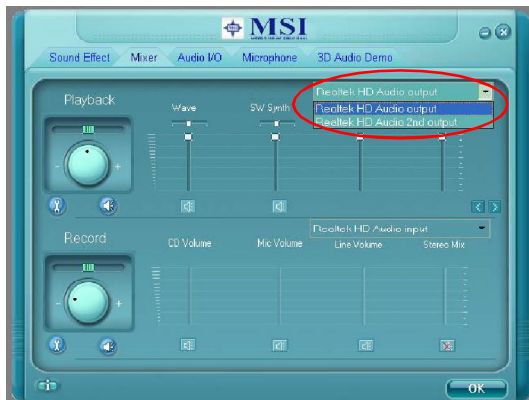 MSI
Sound Effect Mixer Audio I/O Microphone 3D Audio Demo
Realtek HD Audio output
Playback
Wave SW Synth
Realtek HD Audio output
Realtek HD Audio 2nd output
Realtek HD Audio input
Record
CD Volume Mic Volume Line Volume Stereo Mix
OK